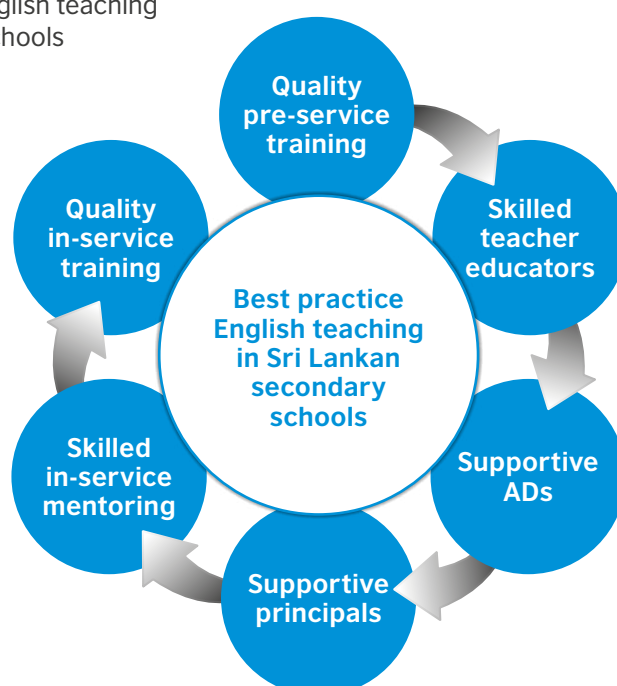 glish teaching
hools
Quality
pre-service
training
Skilled
teacher
educators
Supportive
ADs
Supportive
principals
Skilled
in-service
mentoring
Quality
in-service
training
Best practice
English teaching
in Sri Lankan
secondary
schools